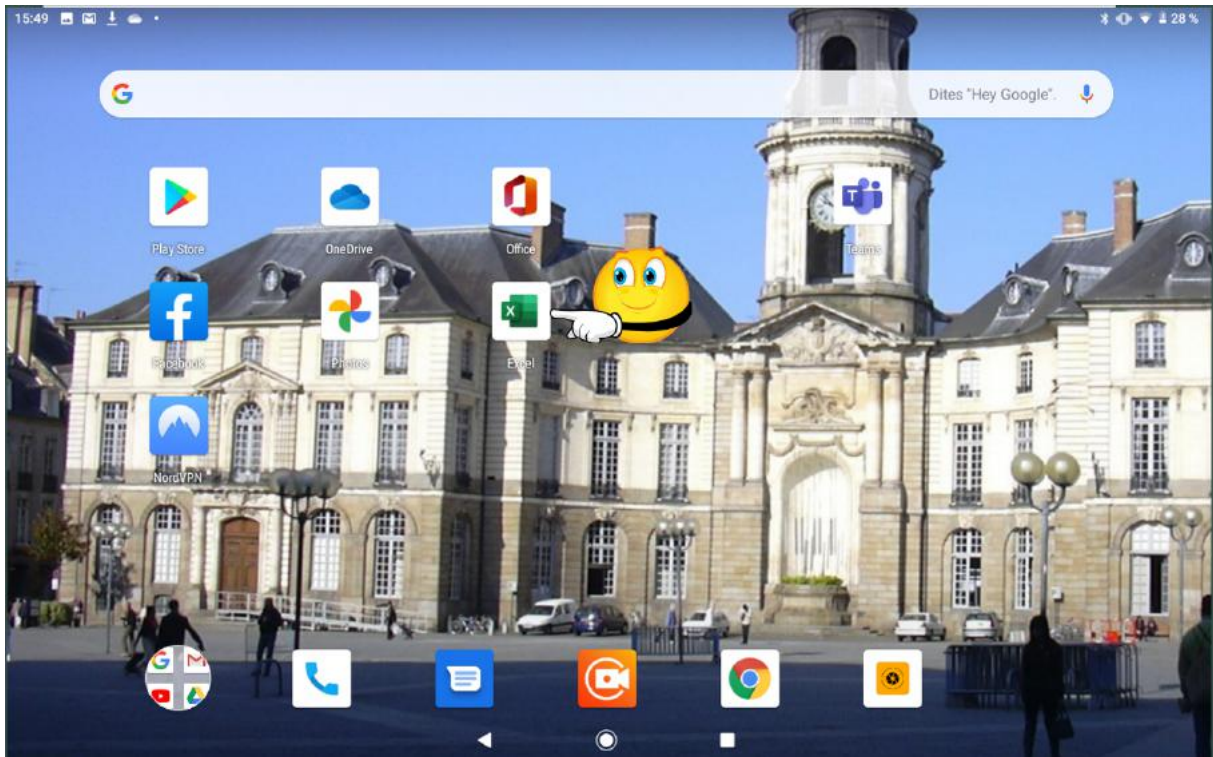 15:49
28 %
Dites "Hey Google".
Play Store
OneDrive
Office
Teams
Facebook
Photos
Excel
NordVPN